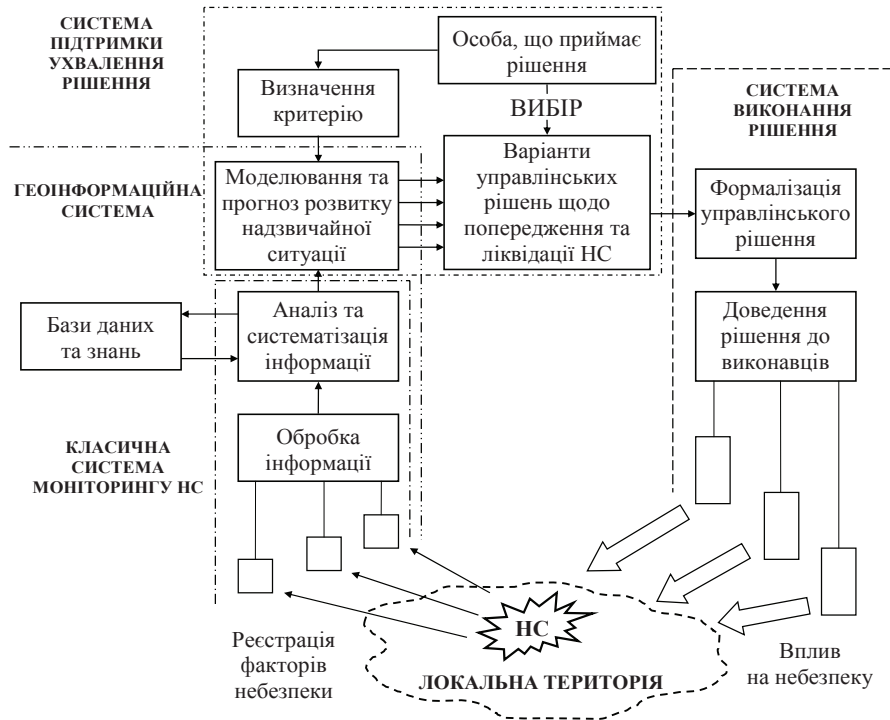 СИСТЕМА
ПІДТРИМКИ
УХВАЛЕННЯ
РІШЕННЯ
Особа, що приймає
рішення
Визначення
критерію
ВИБІР
СИСТЕМА
ВИКОНАННЯ
РІШЕННЯ
ГЕОІНФОРМАЦІЙНА
СИСТЕМА
Моделювання та
прогноз розвитку
надзвичайної
ситуації
Варіанти
управлінських
рішень щодо
попередження та
ліквідації НС
Формалізація
управлінського
рішення
Бази даних
та знань
Аналіз та
систематізація
інформації
Доведення
рішення до
виконавців
КЛАСИЧНА
СИСТЕМА
МОНІТОРИНГУ НС
Обробка
інформації
НС
Реєстрація
факторів
небезпеки
ЛОКАЛЬНА ТЕРИТОРІЯ
Вплив
на небезпеку